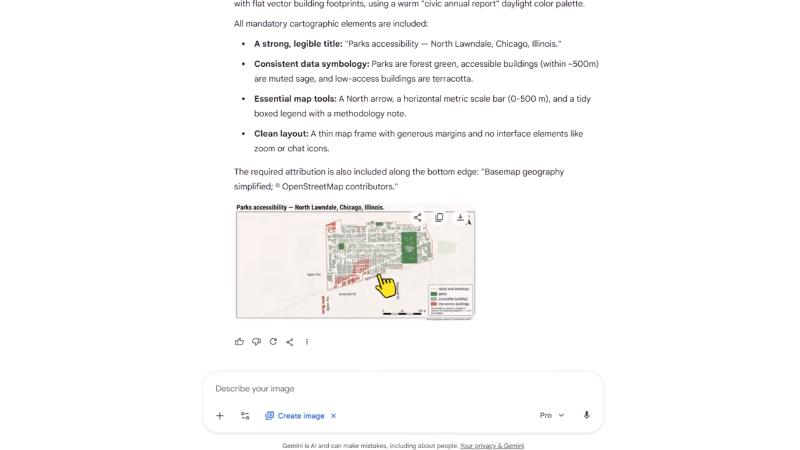 with flat vector building footprints, using a warm "civic annual report" daylight color palette.
All mandatory cartographic elements are included:
• A strong, legible title: "Parks accessibility — North Lawndale, Chicago, Illinois."
• Consistent data symbology: Parks are forest green, accessible buildings (within ~500m)
are muted sage, and low-access buildings are terracotta.
• Essential map tools: A North arrow, a horizontal metric scale bar (0-500 m), and a tidy
boxed legend with a methodology note.
• Clean layout: A thin map frame with generous margins and no interface elements like
zoom or chat icons.
The required attribution is also included along the bottom edge: "Basemap geography
simplified; © OpenStreetMap contributors."
Parks accessibility — North Lawndale, Chicago, Illinois.
study area boundary
parks
accessible buildings
low-access buildings
Describe your image
Create image
Pro
Gemini is AI and can make mistakes, including about people. Your privacy & Gemini